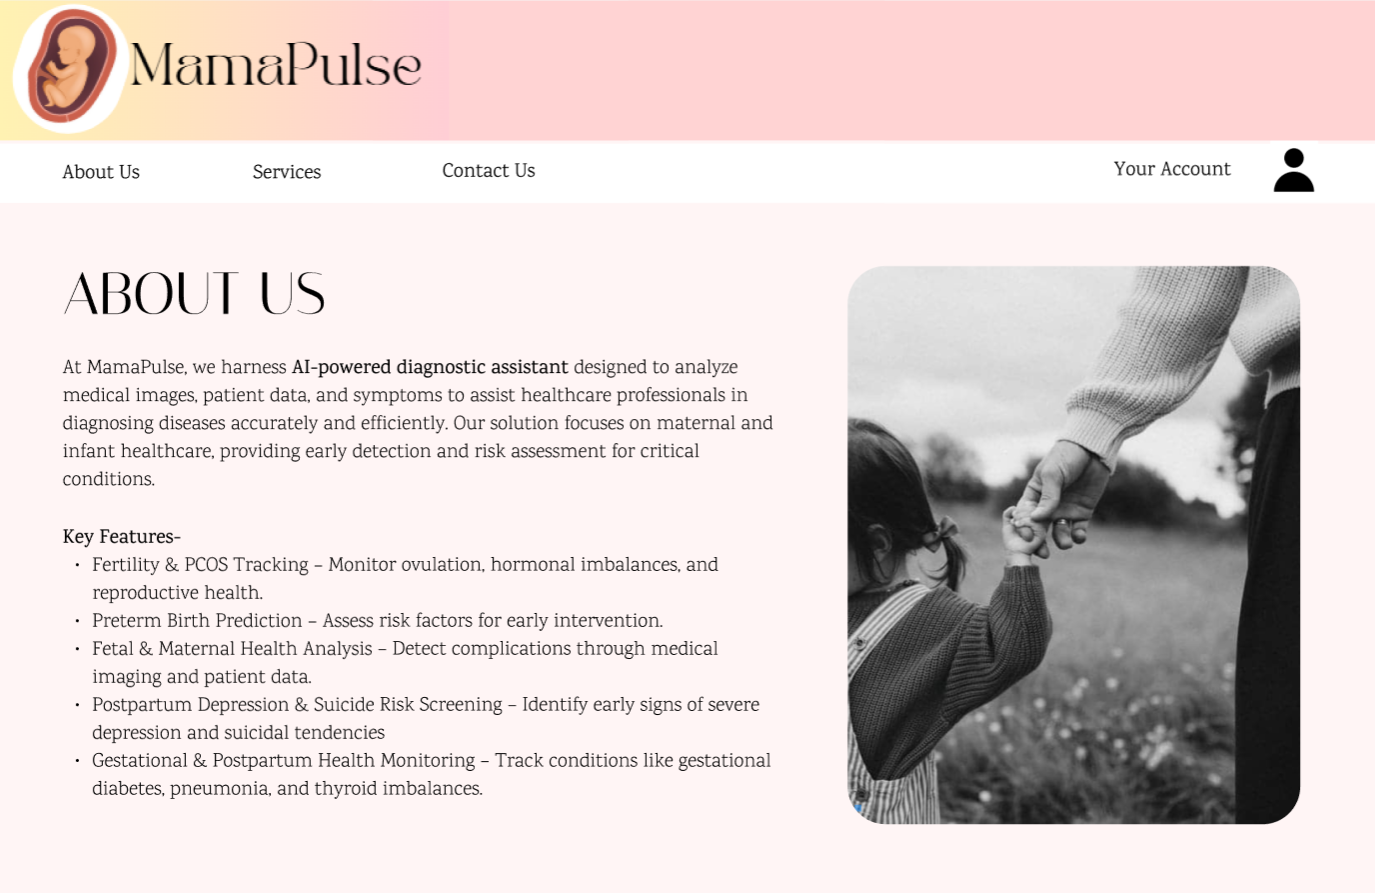 MamaPulse
About Us
Services
Contact Us
Your Account
ABOUT US
At MamaPulse, we harness AI-powered diagnostic assistant designed to analyze
medical images, patient data, and symptoms to assist healthcare professionals in
diagnosing diseases accurately and efficiently. Our solution focuses on maternal and
infant healthcare, providing early detection and risk assessment for critical
conditions.
Key Features-
• Fertility & PCOS Tracking – Monitor ovulation, hormonal imbalances, and
reproductive health.
• Preterm Birth Prediction – Assess risk factors for early intervention.
• Fetal & Maternal Health Analysis – Detect complications through medical
imaging and patient data.
• Postpartum Depression & Suicide Risk Screening – Identify early signs of severe
depression and suicidal tendencies
• Gestational & Postpartum Health Monitoring – Track conditions like gestational
diabetes, pneumonia, and thyroid imbalances.